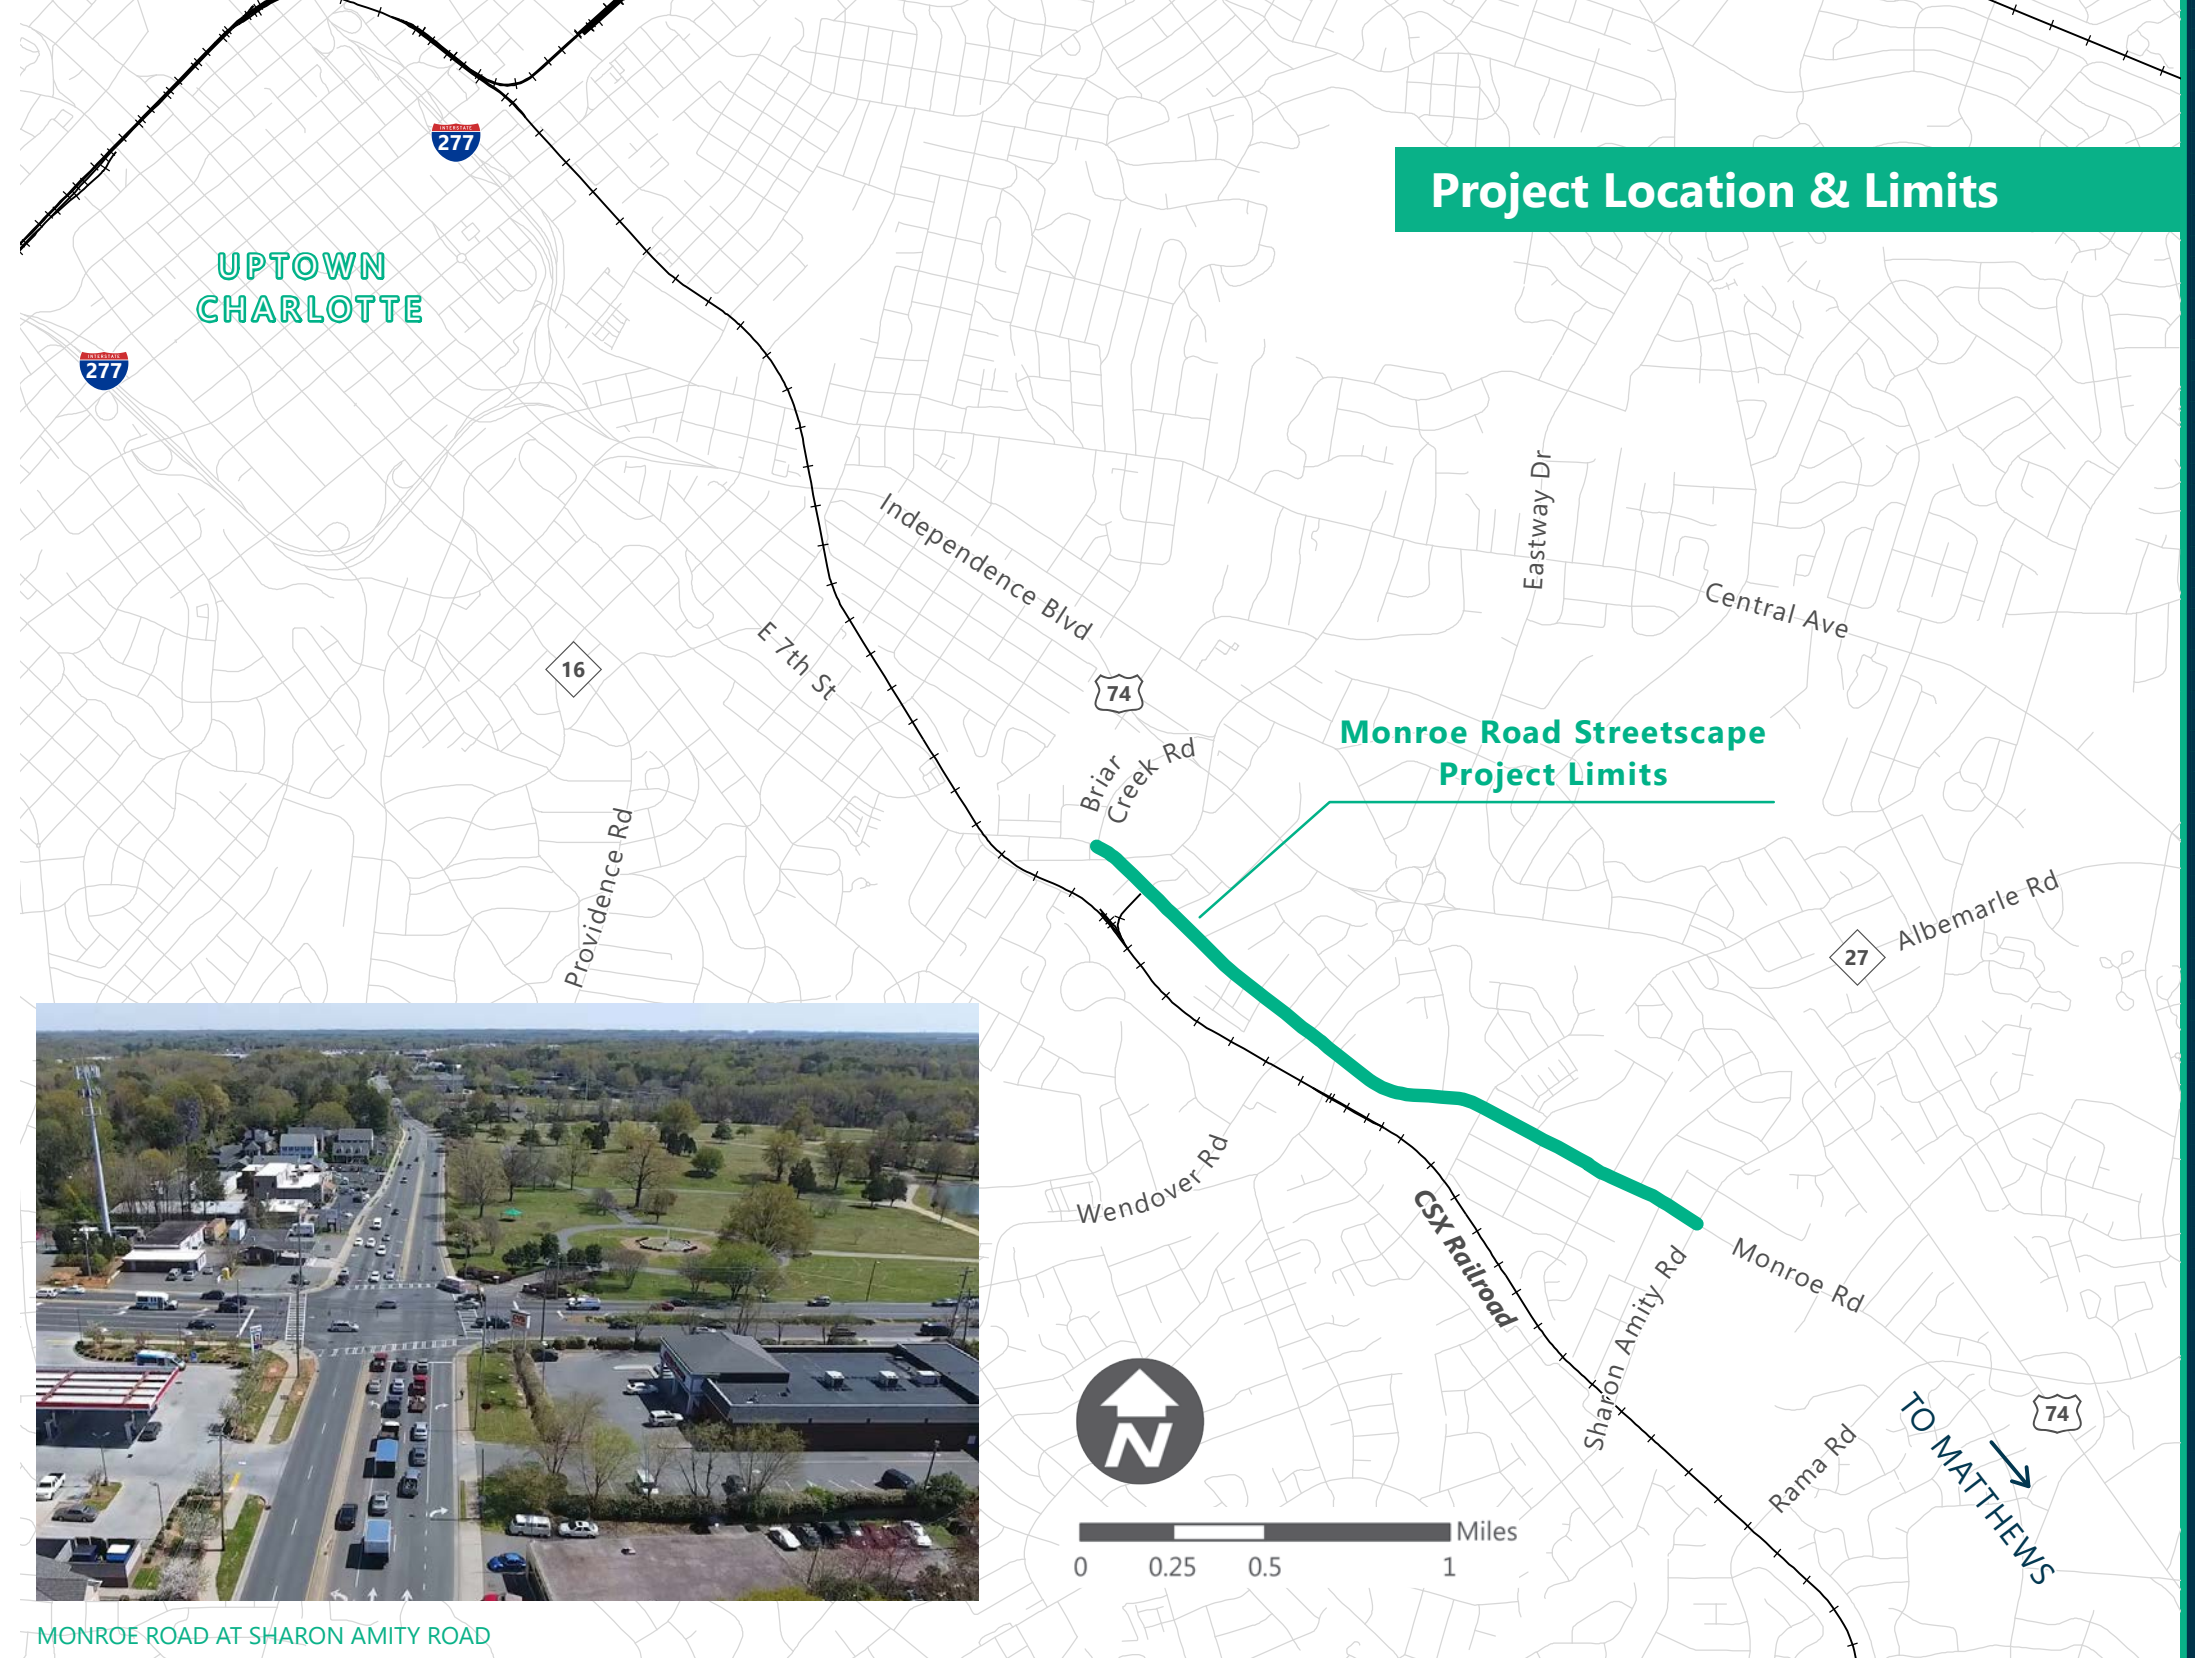 INTERSTATE
277
Project Location & Limits
UPTOWN
CHARLOTTE
INTERSTATE
277
Independence Blvd
Eastway Dr
Central Ave
E 7th St
16
74
Monroe Road Streetscape
Project Limits
Briar
Creek Rd
Providence Rd
Albemarle Rd
27
Wendover Rd
CSX Railroad
Sharon Amity Rd
Monroe Rd
TO MATTHEWS
74
Rama Rd
N
Miles
0 0.25 0.5 1
MONROE ROAD AT SHARON AMITY ROAD